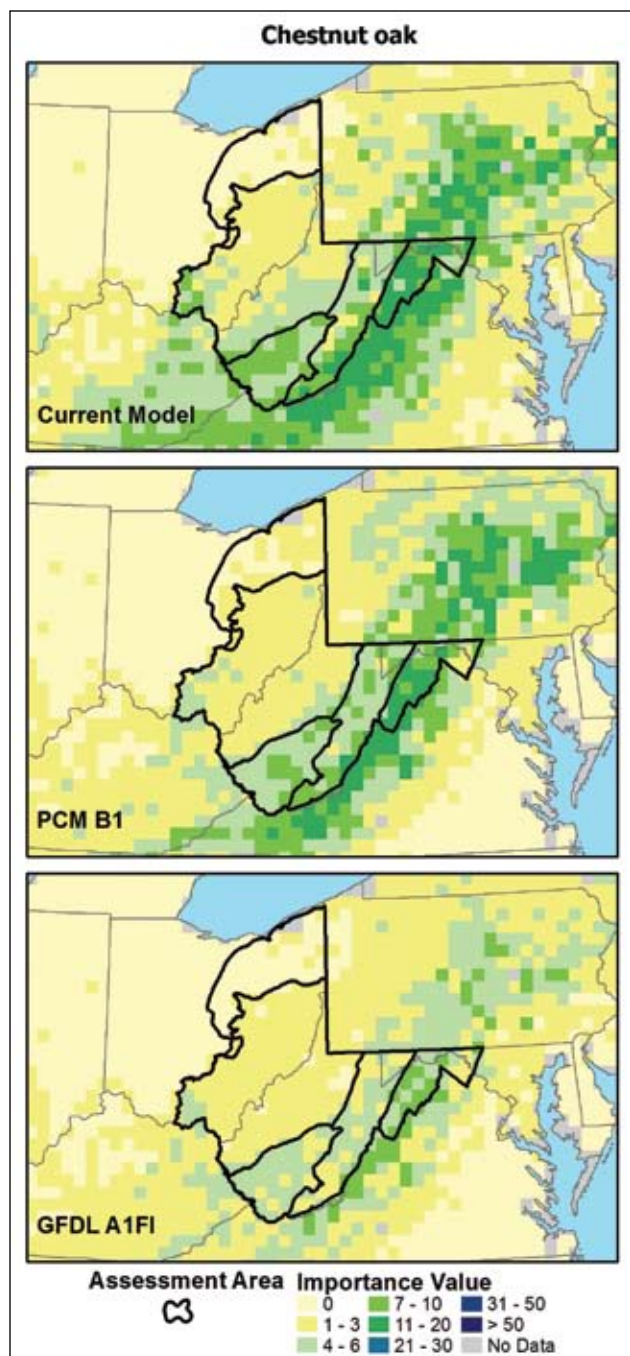 Chestnut oak
Current Model
PCM B1
GFDL A1FI
Assessment Area
Importance Value
0
1 - 3
4 - 6
7 - 10
11 - 20
21 - 30
31 - 50
> 50
No Data